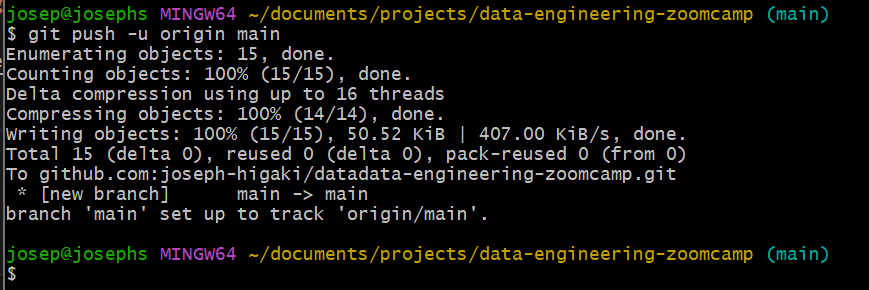 josep@josephs MINGW64 ~/documents/projects/data-engineering-zoomcamp (main)
$ git push -u origin main
Enumerating objects: 15, done.
Counting objects: 100% (15/15), done.
Delta compression using up to 16 threads
Compressing objects: 100% (14/14), done.
Writing objects: 100% (15/15), 50.52 KiB | 407.00 KiB/s, done.
Total 15 (delta 0), reused 0 (delta 0), pack-reused 0 (from 0)
To github.com:joseph-higaki/datadata-engineering-zoomcamp.git
 * [new branch]      main -> main
branch 'main' set up to track 'origin/main'.
josep@josephs MINGW64 ~/documents/projects/data-engineering-zoomcamp (main)
$